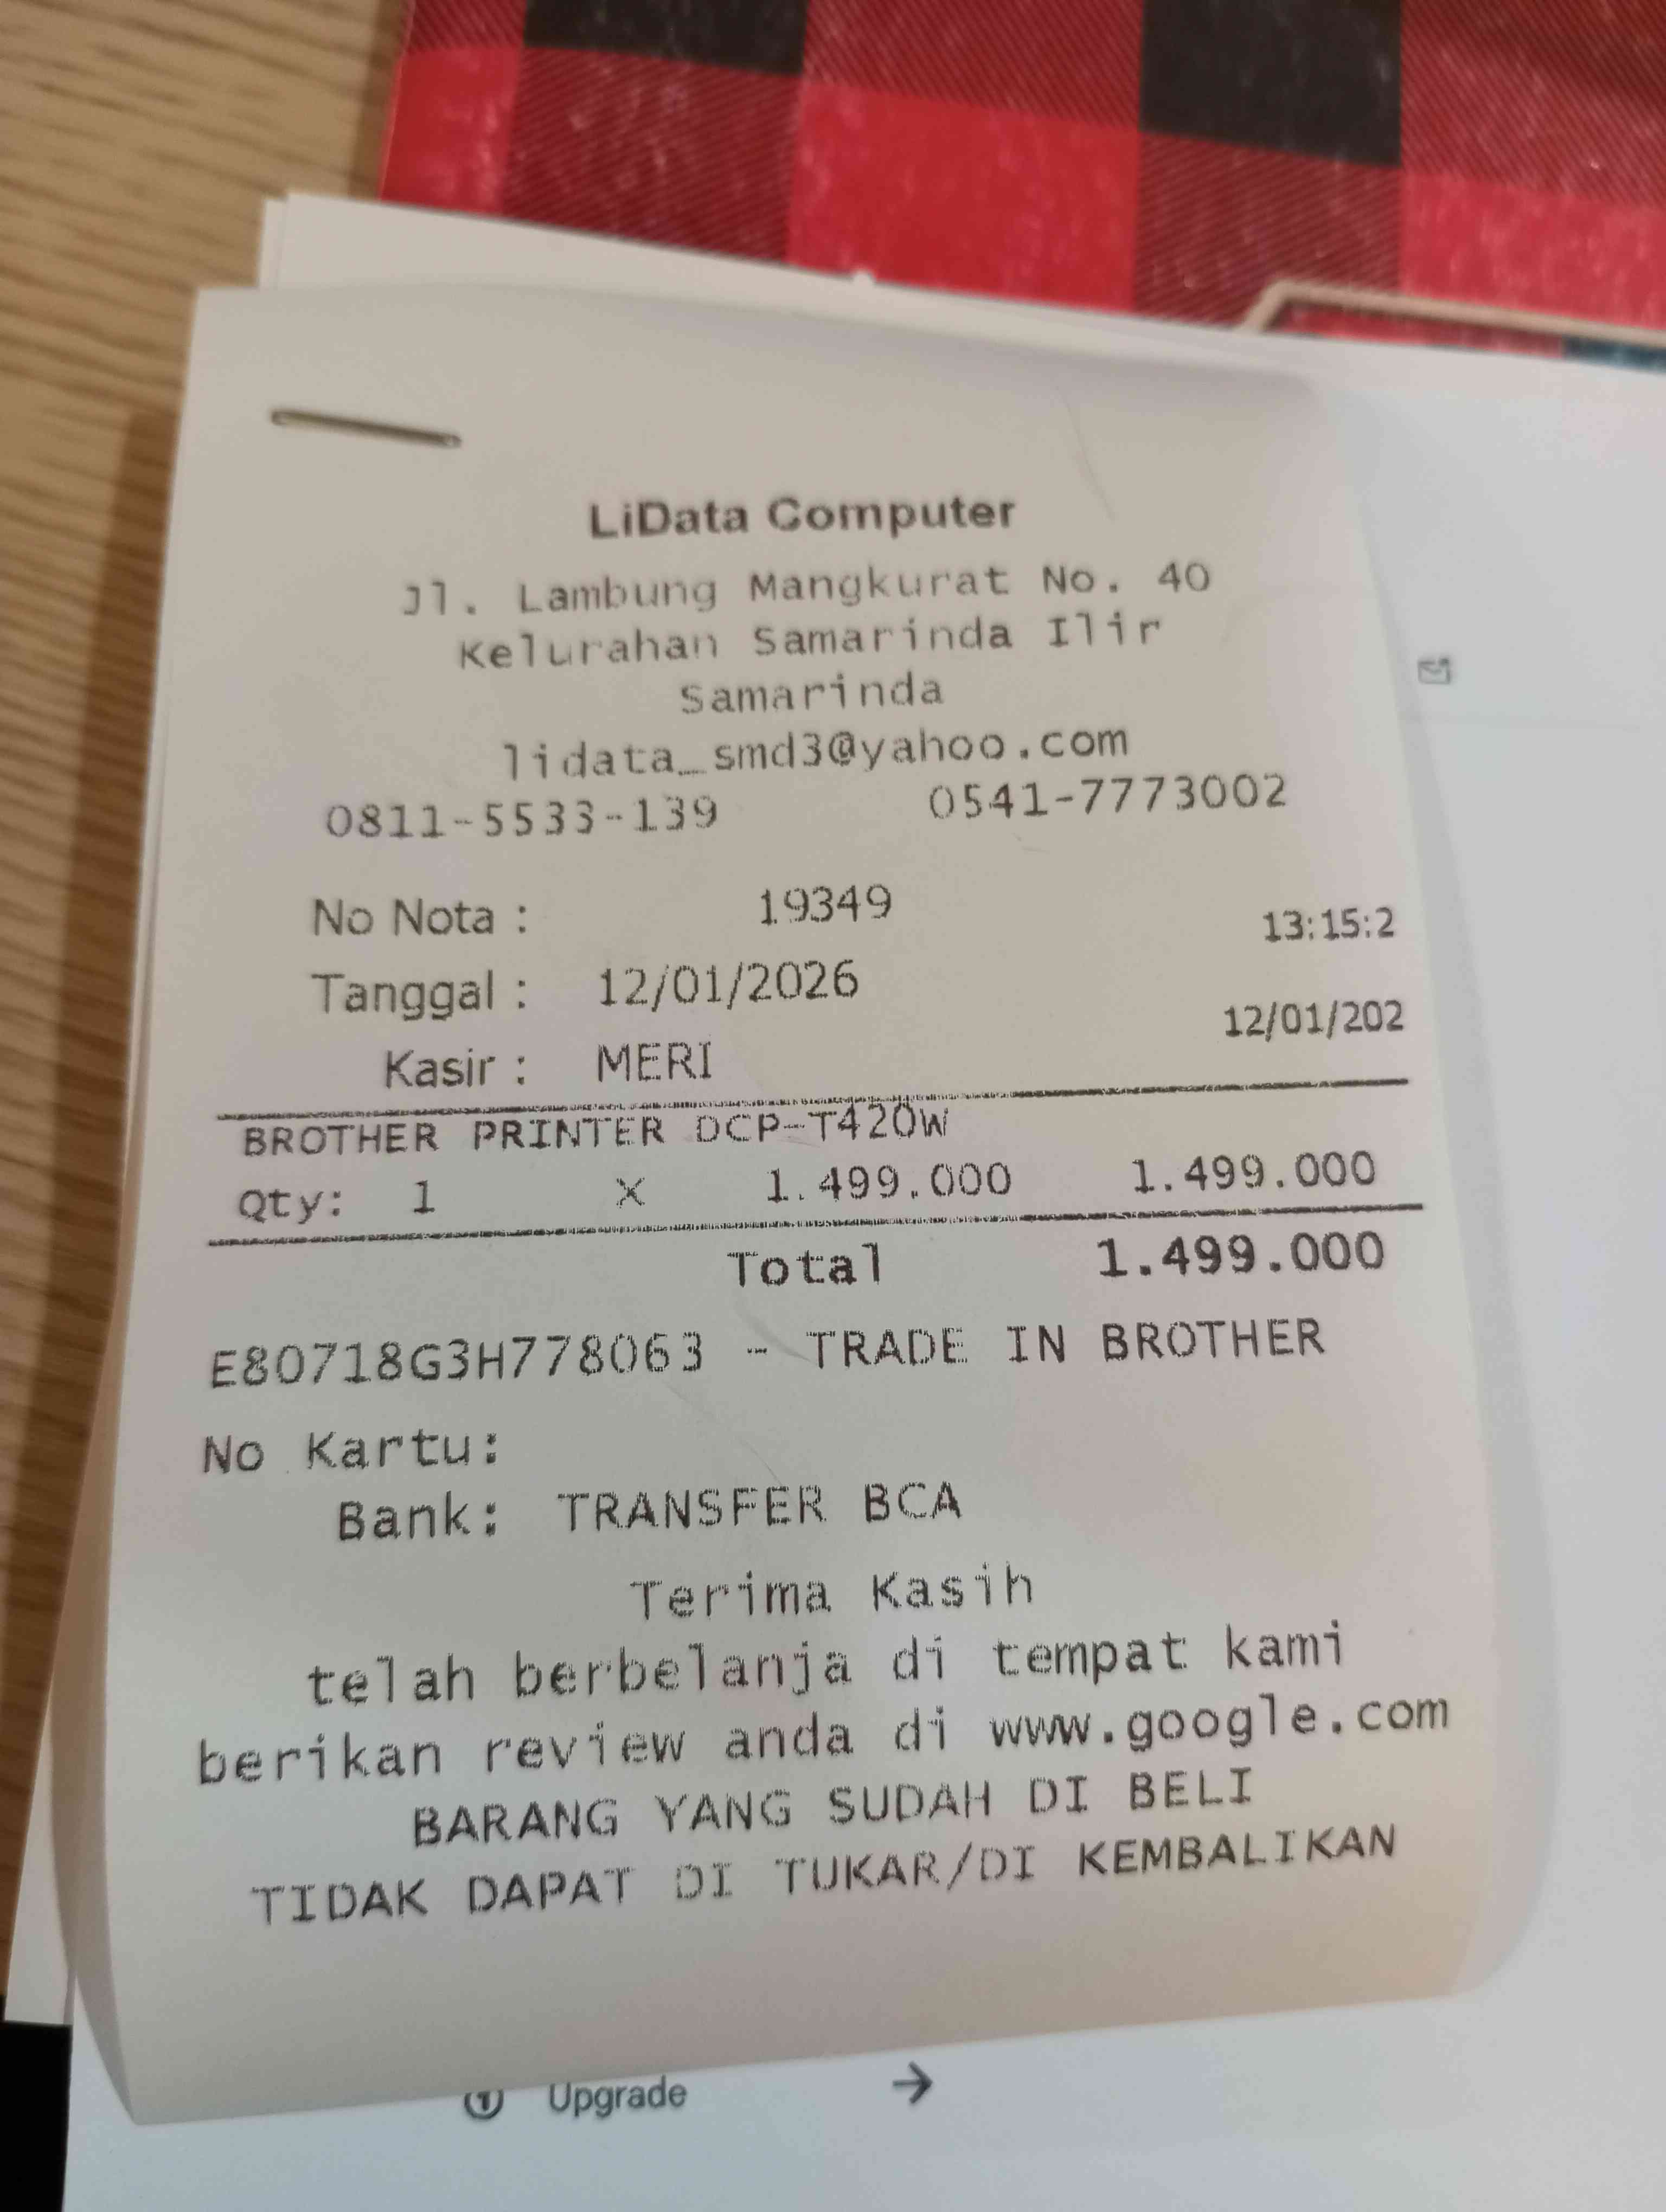 LiData Computer
Jl. Lambung Mangkurat No. 40
Kelurahan Samarinda Ilir
Samarinda
lidata_smd3@yahoo.com
0811-5533-139 0541-7773002
No Nota : 19349 13:15:2
Tanggal : 12/01/2026 12/01/202
Kasir : MERI
BROTHER PRINTER DCP-T420W
Qty: 1 X 1.499.000 1.499.000
Total 1.499.000
E80718G3H778063 - TRADE IN BROTHER
No Kartu:
Bank: TRANSFER BCA
Terima Kasih
telah berbelanja di tempat kami
berikan review anda di www.google.com
BARANG YANG SUDAH DI BELI
TIDAK DAPAT DI TUKAR/DI KEMBALIKAN
Upgrade →